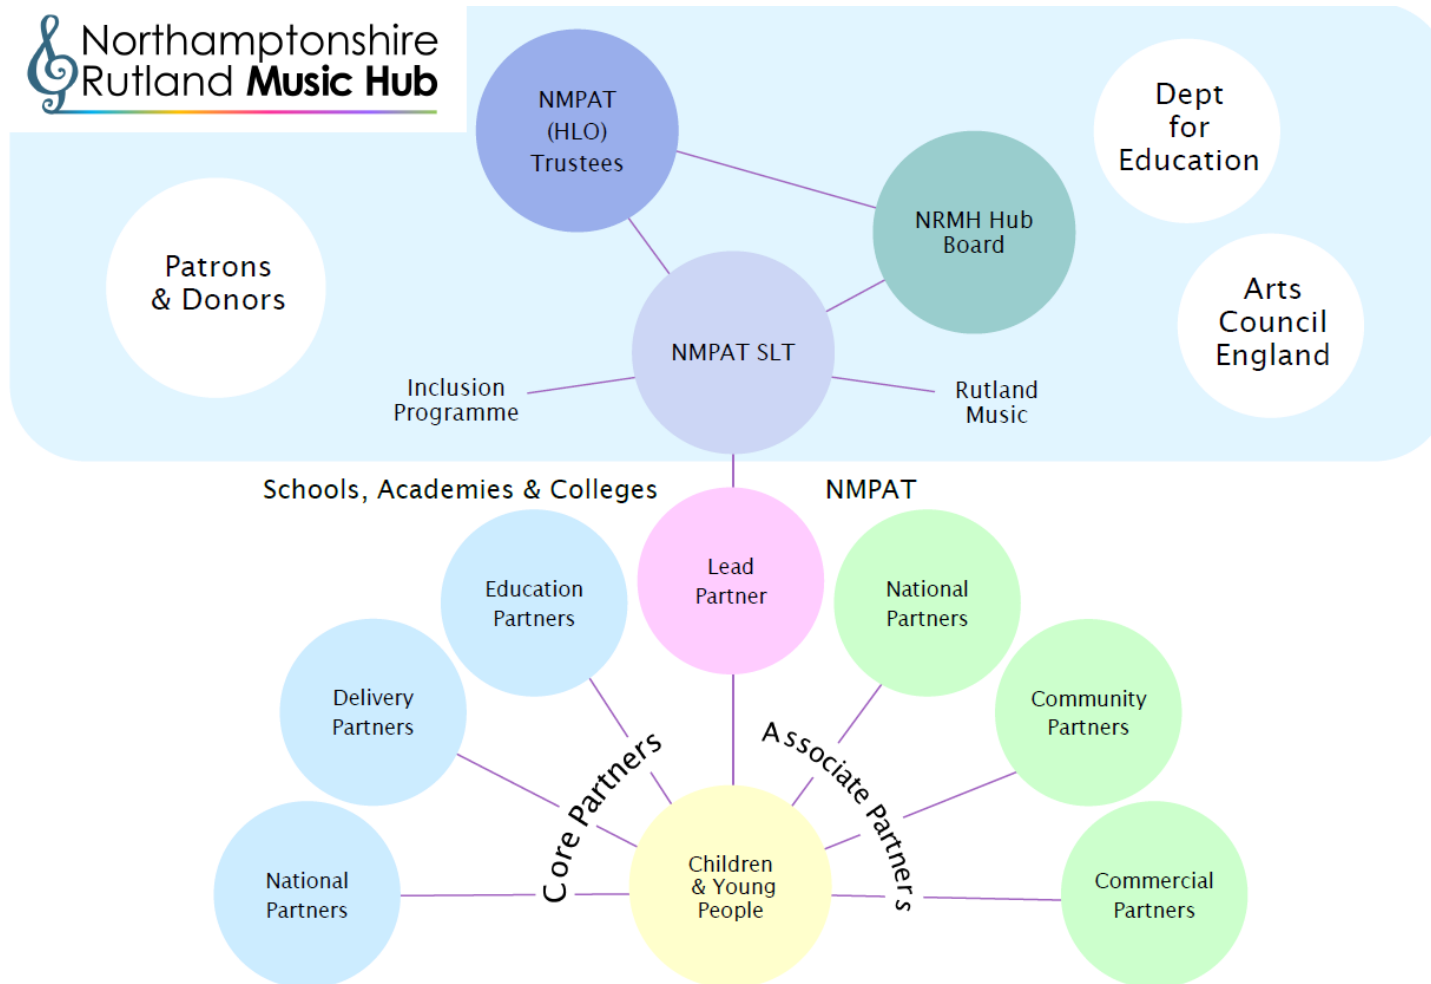 Northamptonshire
Rutland Music Hub
NMPAT
(HLO)
Trustees
Dept
for
Education
NRMH Hub
Board
Patrons
& Donors
Arts
Council
England
NMPAT SLT
Inclusion
Programme
Rutland
Music
Schools, Academies & Colleges
NMPAT
Lead
Partner
Education
Partners
National
Partners
Delivery
Partners
Community
Partners
Core Partners
Associate Partners
National
Partners
Children
& Young
People
Commercial
Partners